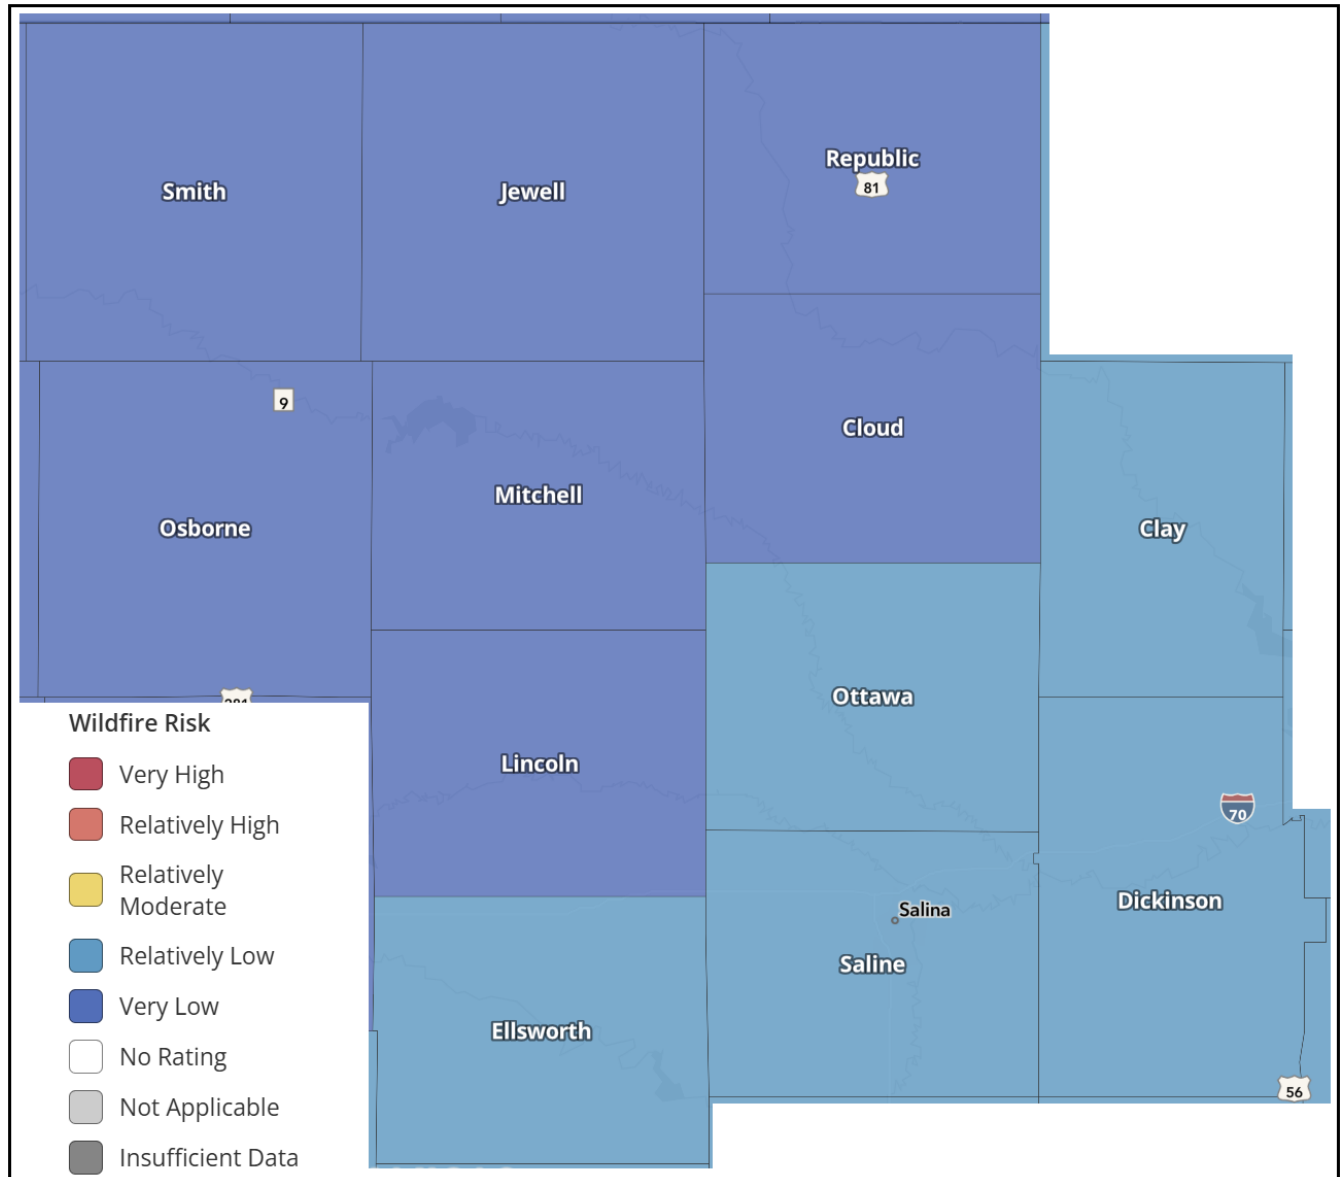 Republic
81
Smith
Jewell
9
Cloud
Mitchell
Osborne
Clay
Ottawa
Wildfire Risk
Very High
Relatively High
Relatively
Moderate
Relatively Low
Very Low
No Rating
Not Applicable
Insufficient Data
Lincoln
70
Dickinson
Salina
Saline
Ellsworth
56